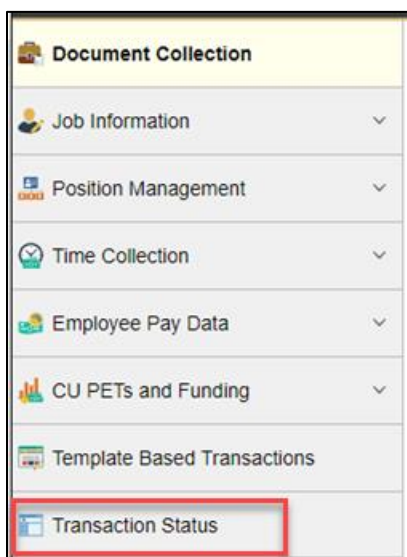 Document Collection
Job Information
Position Management
Time Collection
Employee Pay Data
CU PETs and Funding
Template Based Transactions
Transaction Status